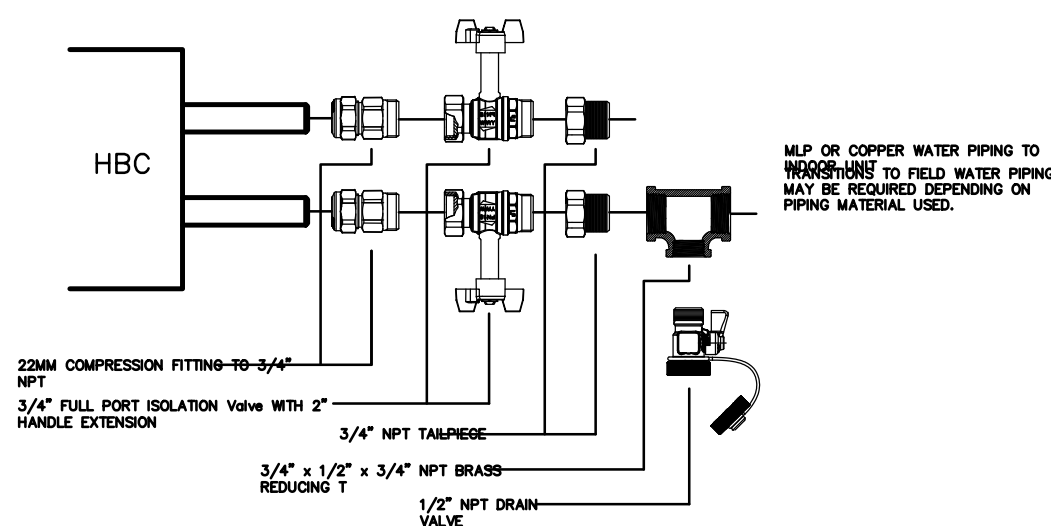 HBC
MLP OR COPPER WATER PIPING TO
INDOOR UNIT
TRANSITIONS TO FIELD WATER PIPING
MAY BE REQUIRED DEPENDING ON
PIPING MATERIAL USED.
22MM COMPRESSION FITTING TO 3/4"
NPT
3/4" FULL PORT ISOLATION Valve WITH 2"
HANDLE EXTENSION
3/4" NPT TAILPIECE
3/4" x 1/2" x 3/4" NPT BRASS
REDUCING T
1/2" NPT DRAIN
VALVE